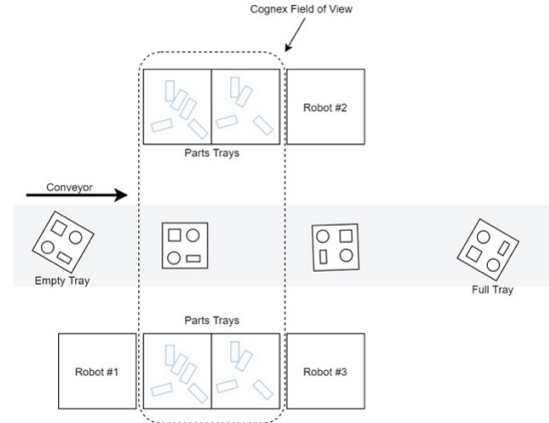 Cognex Field of View
Robot #2
Parts Trays
Conveyor
Empty Tray
Full Tray
Parts Trays
Robot #1
Robot #3